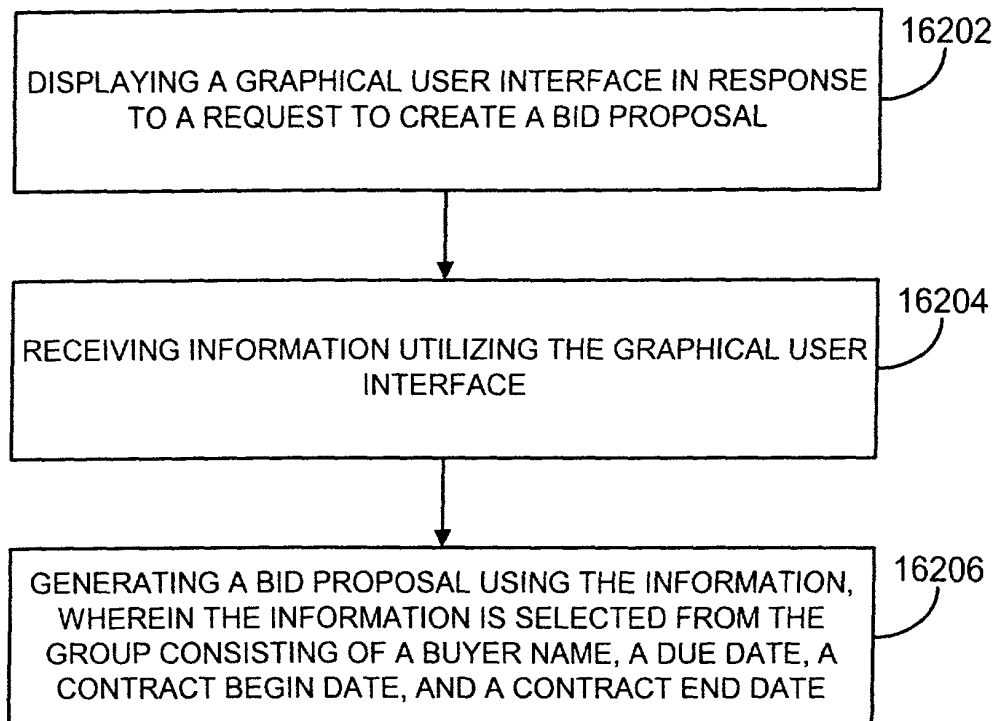 16202
DISPLAYING A GRAPHICAL USER INTERFACE IN RESPONSE
TO A REQUEST TO CREATE A BID PROPOSAL
16204
RECEIVING INFORMATION UTILIZING THE GRAPHICAL USER
INTERFACE
16206
GENERATING A BID PROPOSAL USING THE INFORMATION,
WHEREIN THE INFORMATION IS SELECTED FROM THE
GROUP CONSISTING OF A BUYER NAME, A DUE DATE, A
CONTRACT BEGIN DATE, AND A CONTRACT END DATE